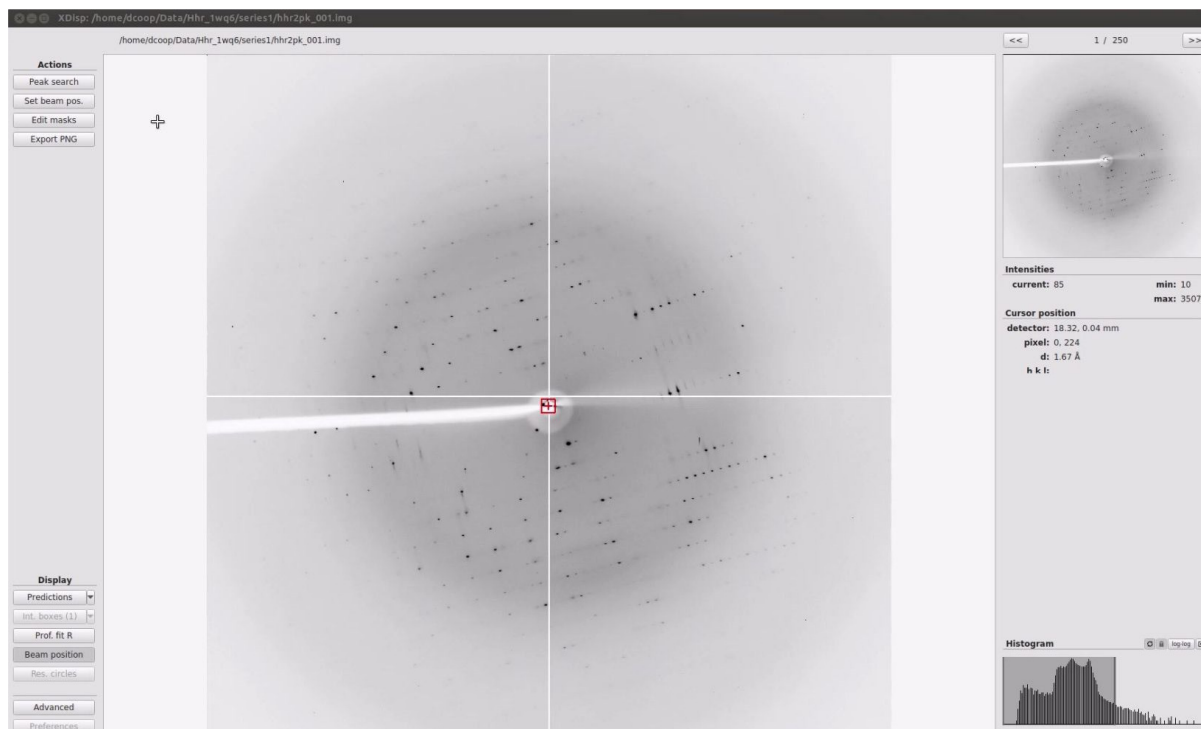 XDisp: /home/dcoop/Data/Hhr_1wq6/series1/hhr2pk_001.img
/home/dcoop/Data/Hhr_1wq6/series1/hhr2pk_001.img
<< 1 / 250 >>
Actions
Peak search
Set beam pos.
Edit masks
Export PNG
Intensities
current: 85 min: 10
max: 3507
Cursor position
detector: 18.32, 0.04 mm
pixel: 0, 224
d: 1.67 Å
h k l:
Display
Predictions
Int. boxes (1)
Prof. fit R
Beam position
Res. circles
Advanced
Preferences
Histogram
log-log